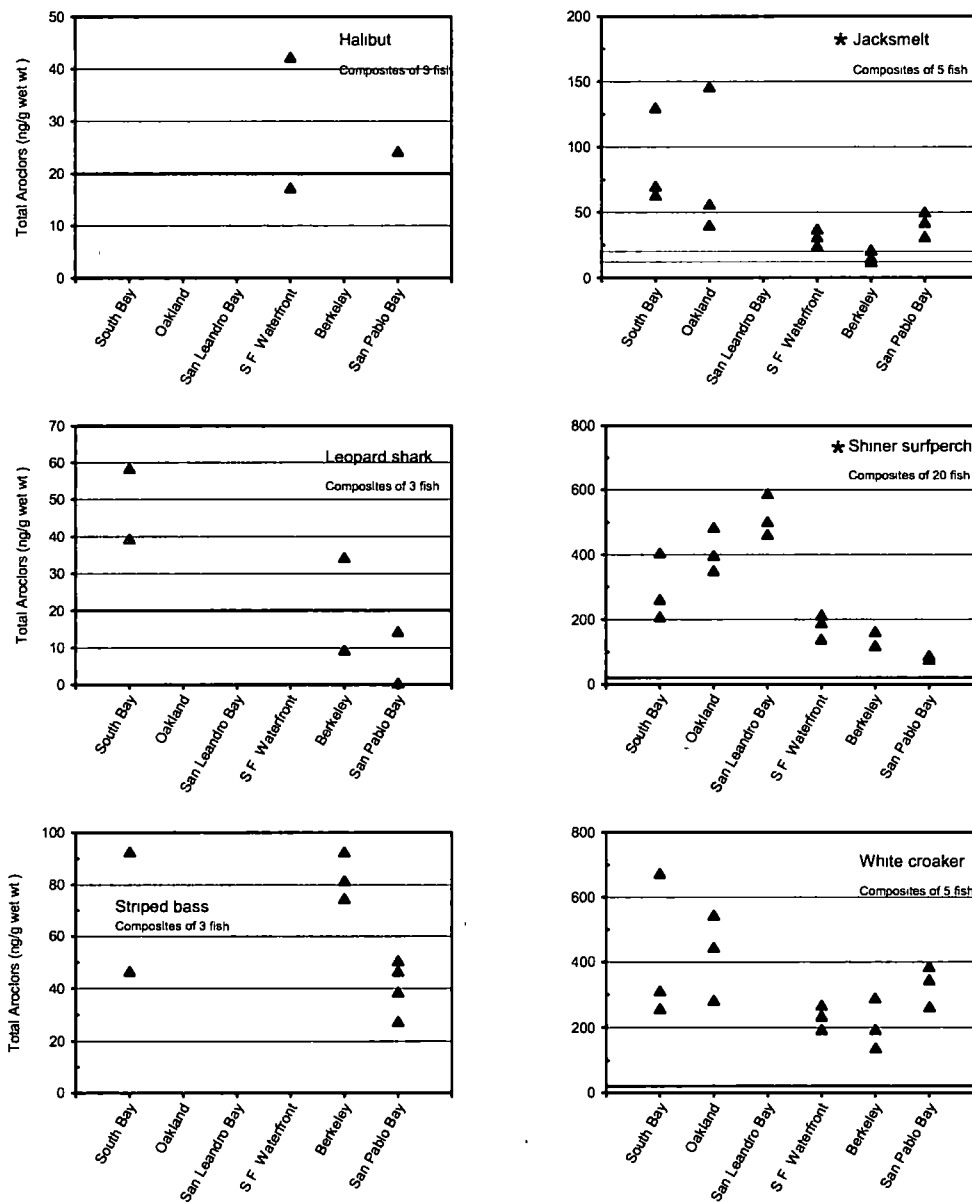 Total Aroclors (ng/g wet wt )
50
40
30
20
10
0
Halibut
Composites of 9 fish
South Bay
Oakland
San Leandro Bay
S F Waterfront
Berkeley
San Pablo Bay
200
150
100
50
0
★ Jacksmelt
Composites of 5 fish
South Bay
Oakland
San Leandro Bay
S F Waterfront
Berkeley
San Pablo Bay
Total Aroclors (ng/g wet wt )
70
60
50
40
30
20
10
0
Leopard shark
Composites of 3 fish
South Bay
Oakland
San Leandro Bay
S F Waterfront
Berkeley
San Pablo Bay
800
600
400
200
0
★ Shiner surfperch
Composites of 20 fish
South Bay
Oakland
San Leandro Bay
S F Waterfront
Berkeley
San Pablo Bay
Total Aroclors (ng/g wet wt )
100
80
60
40
20
0
Striped bass
Composites of 3 fish
South Bay
Oakland
San Leandro Bay
S F Waterfront
Berkeley
San Pablo Bay
800
600
400
200
0
White croaker
Composites of 5 fish
South Bay
Oakland
San Leandro Bay
S F Waterfront
Berkeley
San Pablo Bay